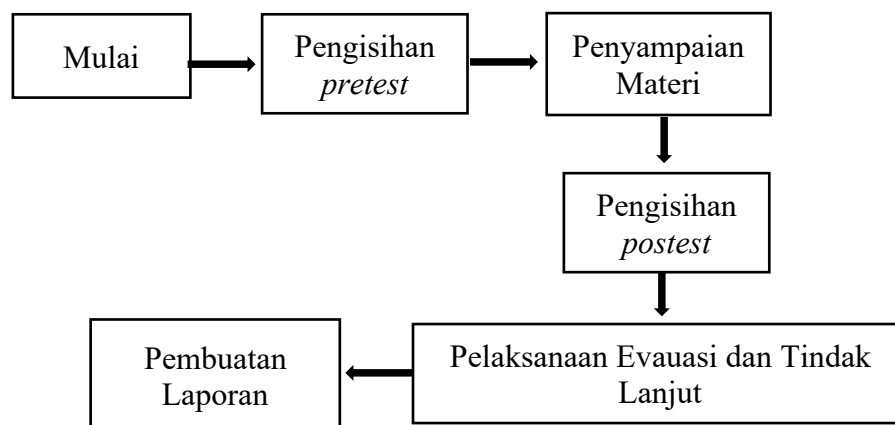 Mulai
Pengisihan
pretest
Penyampaian
Materi
Pengisihan
postest
Pelaksanaan Evauasi dan Tindak
Lanjut
Pembuatan
Laporan